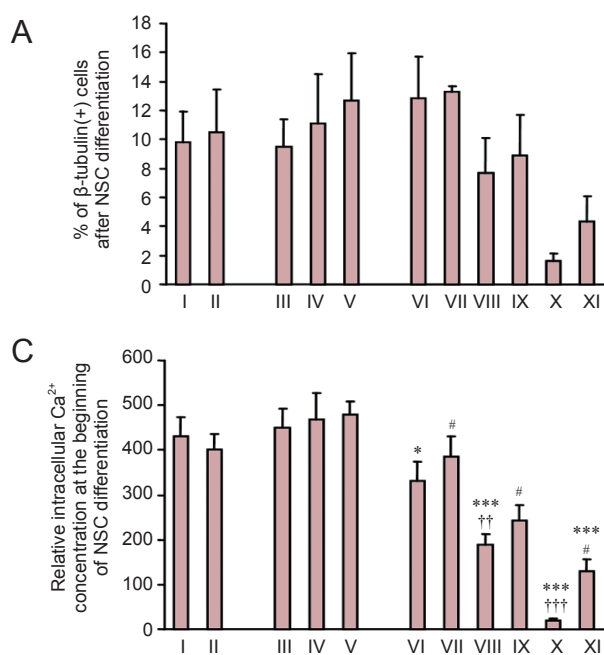 A
% of β-tubulin(+) cells
after NSC differentiation
18
16
14
12
10
8
6
4
2
0
I II III IV V VI VII VIII IX X XI
C
Relative intracellular Ca²⁺
concentration at the beginning
of NSC differentiation
600
500
400
300
200
100
0
*
#
***
††
#
***
†††
***
#
I II III IV V VI VII VIII IX X XI